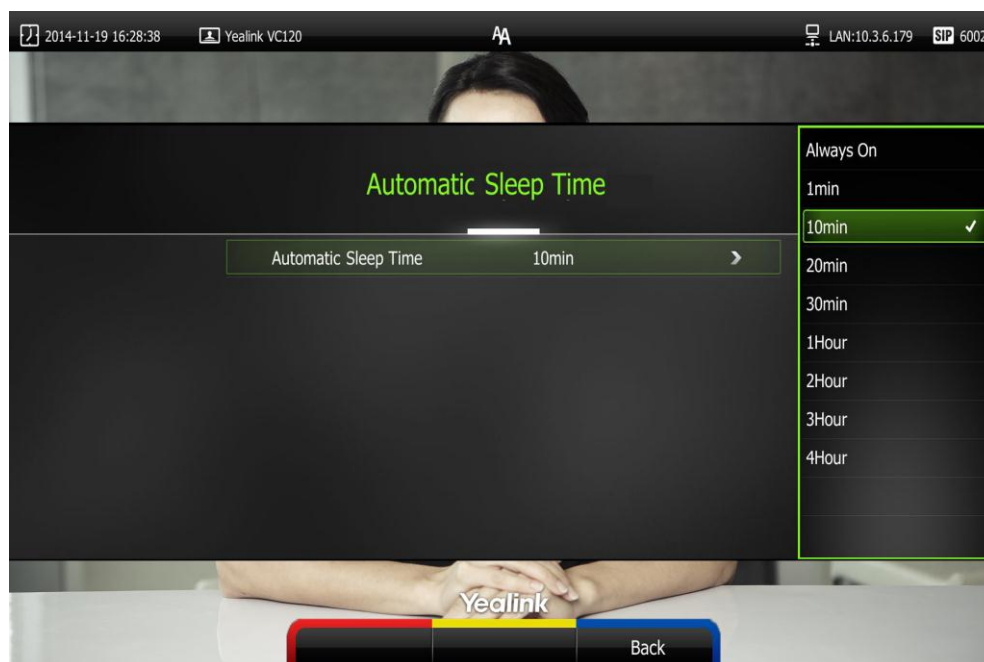 2014-11-19 16:28:38 Yealink VC120 AA LAN:10.3.6.179 SIP 6002
Automatic Sleep Time
Automatic Sleep Time 10min
Always On
1min
10min
20min
30min
1Hour
2Hour
3Hour
4Hour
Yealink
Back